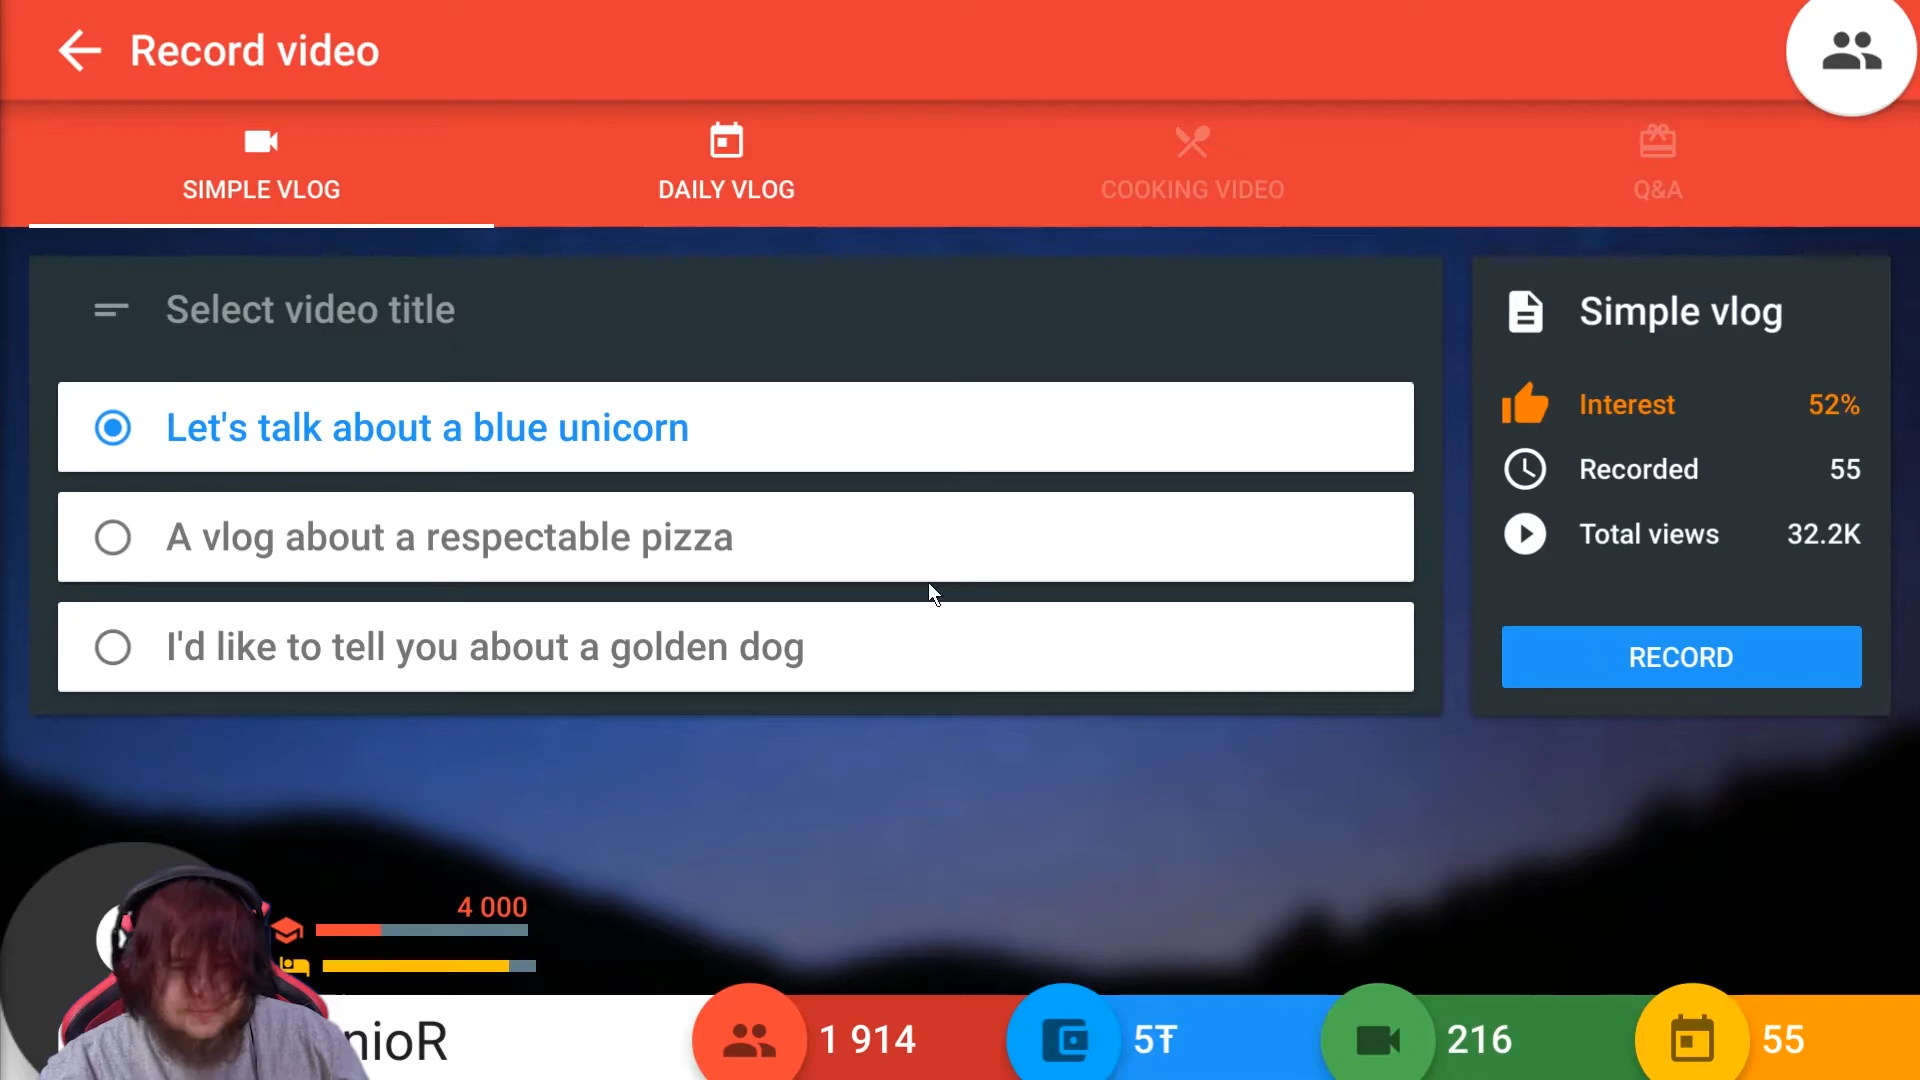 Record video
SIMPLE VLOG
DAILY VLOG
COOKING VIDEO
Q&A
Select video title
Let's talk about a blue unicorn
A vlog about a respectable pizza
I'd like to tell you about a golden dog
Simple vlog
Interest 52%
Recorded 55
Total views 32.2K
RECORD
4 000
nioR
1 914
5Ŧ
216
55